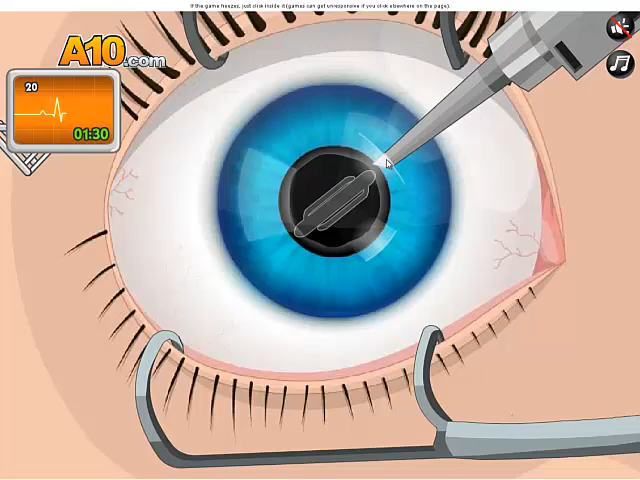 If the game freezes, just click inside it (games can get unresponsive if you click elsewhere on the page).
A10.com
20
01:30